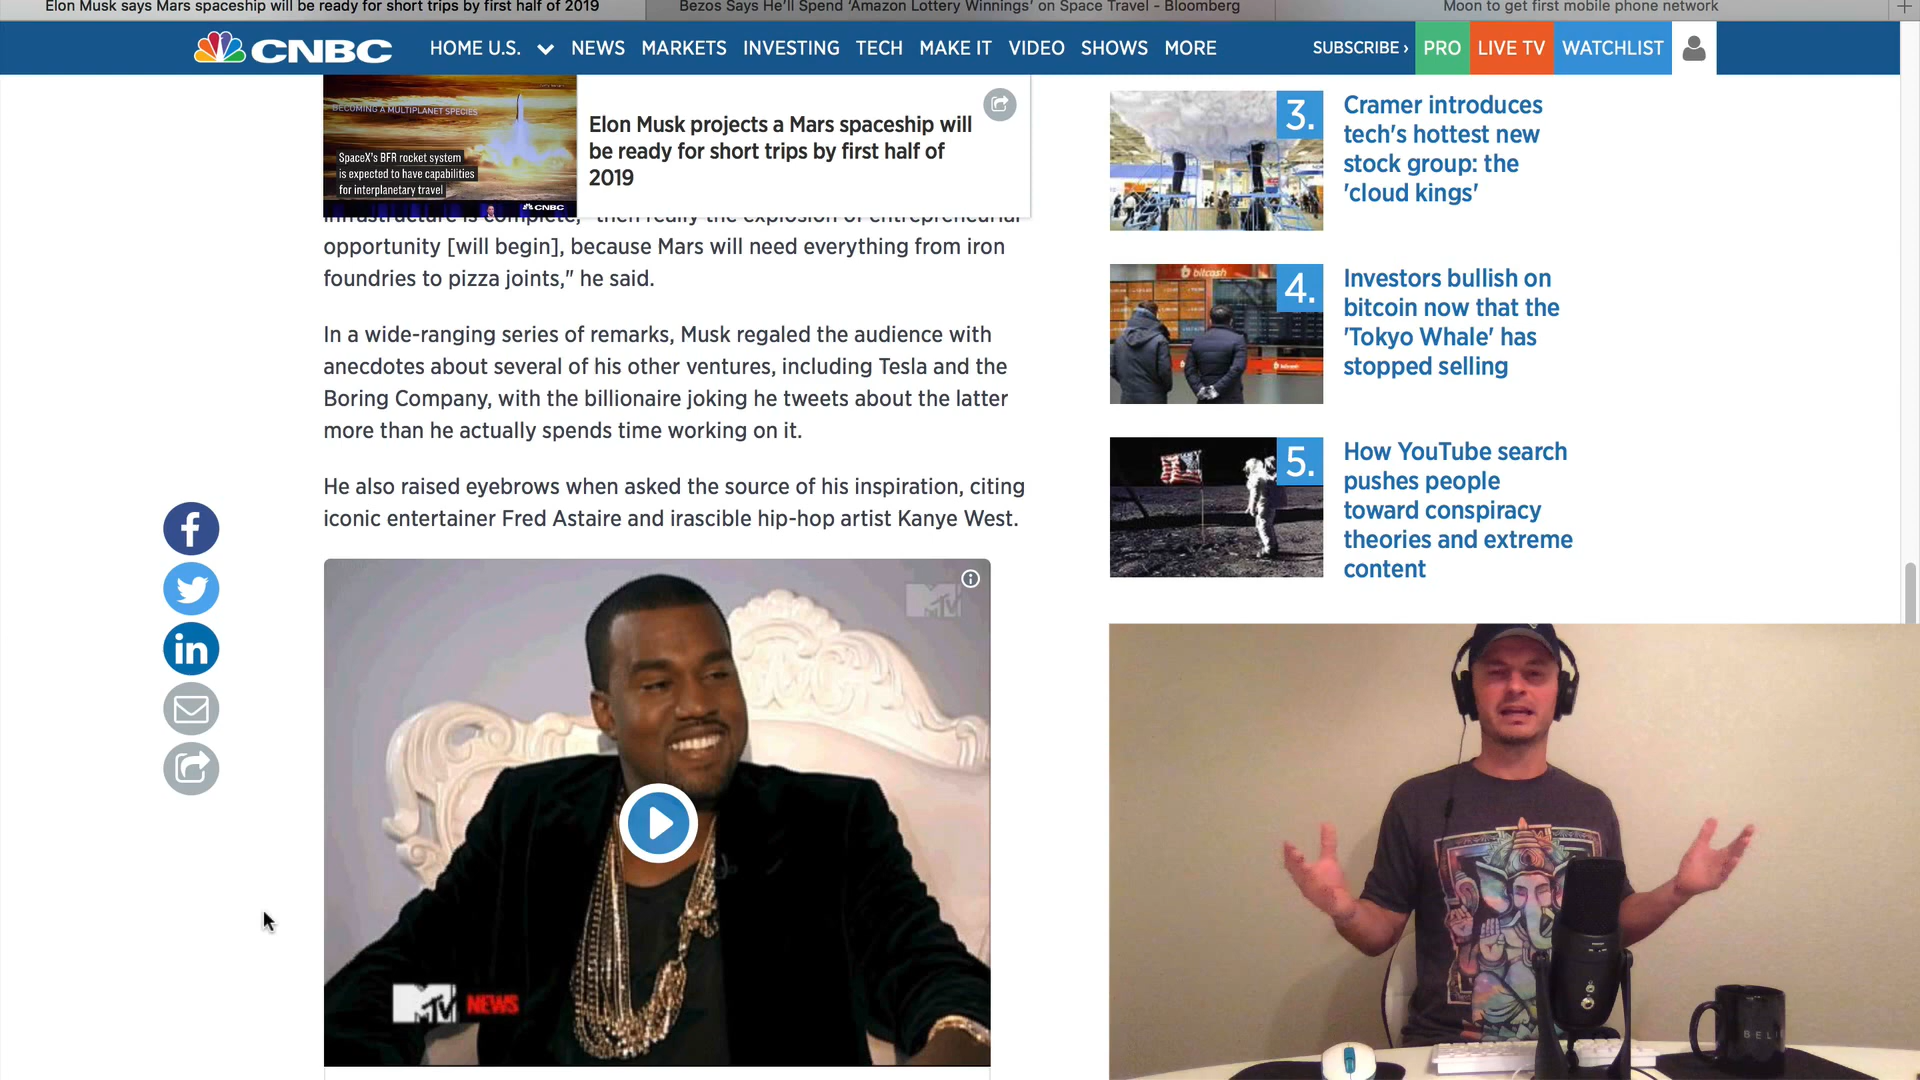 Elon Musk says Mars spaceship will be ready for short trips by first half of 2019
Bezos Says He'll Spend 'Amazon Lottery Winnings' on Space Travel - Bloomberg
Moon to get first mobile phone network
CNBC
HOME U.S.
NEWS
MARKETS
INVESTING
TECH
MAKE IT
VIDEO
SHOWS
MORE
SUBSCRIBE ›
PRO
LIVE TV
WATCHLIST
BECOMING A MULTIPLANET SPECIES
SpaceX's BFR rocket system
is expected to have capabilities
for interplanetary travel
CNBC
Elon Musk projects a Mars spaceship will
be ready for short trips by first half of
2019
infrastructure is complete, "then really the explosion of entrepreneurial
opportunity [will begin], because Mars will need everything from iron
foundries to pizza joints," he said.
In a wide-ranging series of remarks, Musk regaled the audience with
anecdotes about several of his other ventures, including Tesla and the
Boring Company, with the billionaire joking he tweets about the latter
more than he actually spends time working on it.
He also raised eyebrows when asked the source of his inspiration, citing
iconic entertainer Fred Astaire and irascible hip-hop artist Kanye West.
MTV
MTV NEWS
3.
Cramer introduces
tech's hottest new
stock group: the
'cloud kings'
bitcash
4.
Investors bullish on
bitcoin now that the
'Tokyo Whale' has
stopped selling
5.
How YouTube search
pushes people
toward conspiracy
theories and extreme
content